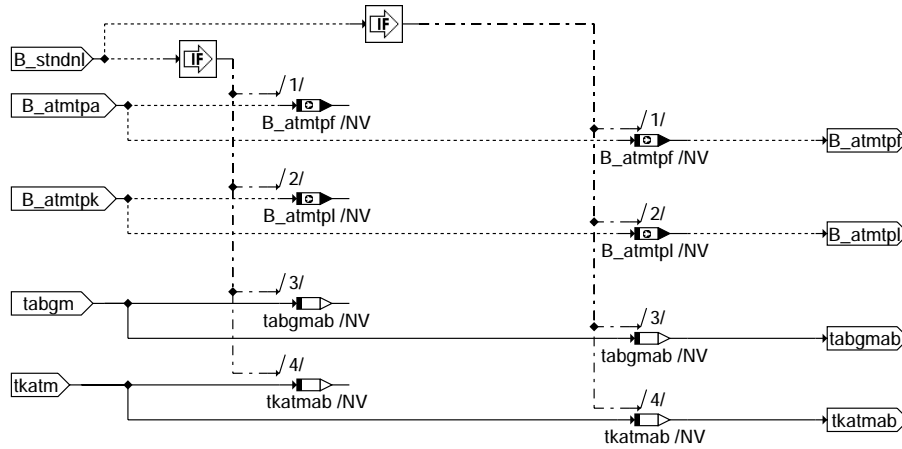 IF
B_stndnl
IF
1/
B_atmtpa
B_atmtpf /NV
1/
B_atmtpf /NV
B_atmtpf
2/
B_atmtpk
B_atmtpl /NV
2/
B_atmtpl /NV
B_atmtpl
3/
tabgm
tabgmab /NV
3/
tabgmab /NV
tabgmab
4/
tkatm
tkatmab /NV
4/
tkatmab /NV
tkatmab